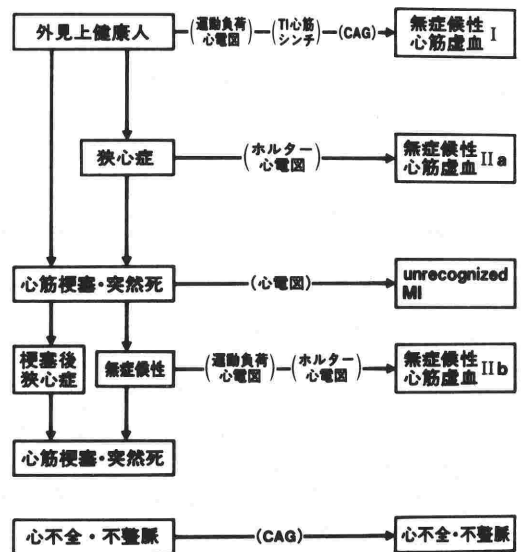 外見上健康人
(運動負荷心電図)
(Tl心筋シンチ)
(CAG)
無症候性心筋虚血 I
狭心症
(ホルター心電図)
無症候性心筋虚血 IIa
心筋梗塞・突然死
(心電図)
unrecognized
MI
梗塞後
狭心症
無症候性
(運動負荷心電図)
(ホルター心電図)
無症候性心筋虚血 IIb
心筋梗塞・突然死
心不全・不整脈
(CAG)
心不全・不整脈